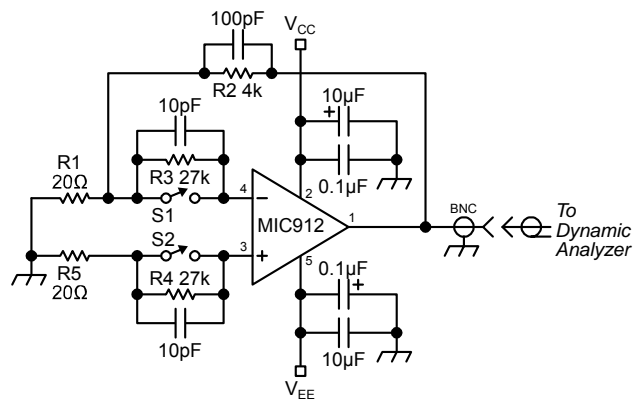 100pF
VCC
R2 4k
10pF
10µF
+
R1
20Ω
R3 27k
0.1µF
S1
4
−
2
MIC912
1
BNC
To
Dynamic
Analyzer
S2
3
+
5
R5
20Ω
R4 27k
0.1µF
+
10pF
10µF
VEE